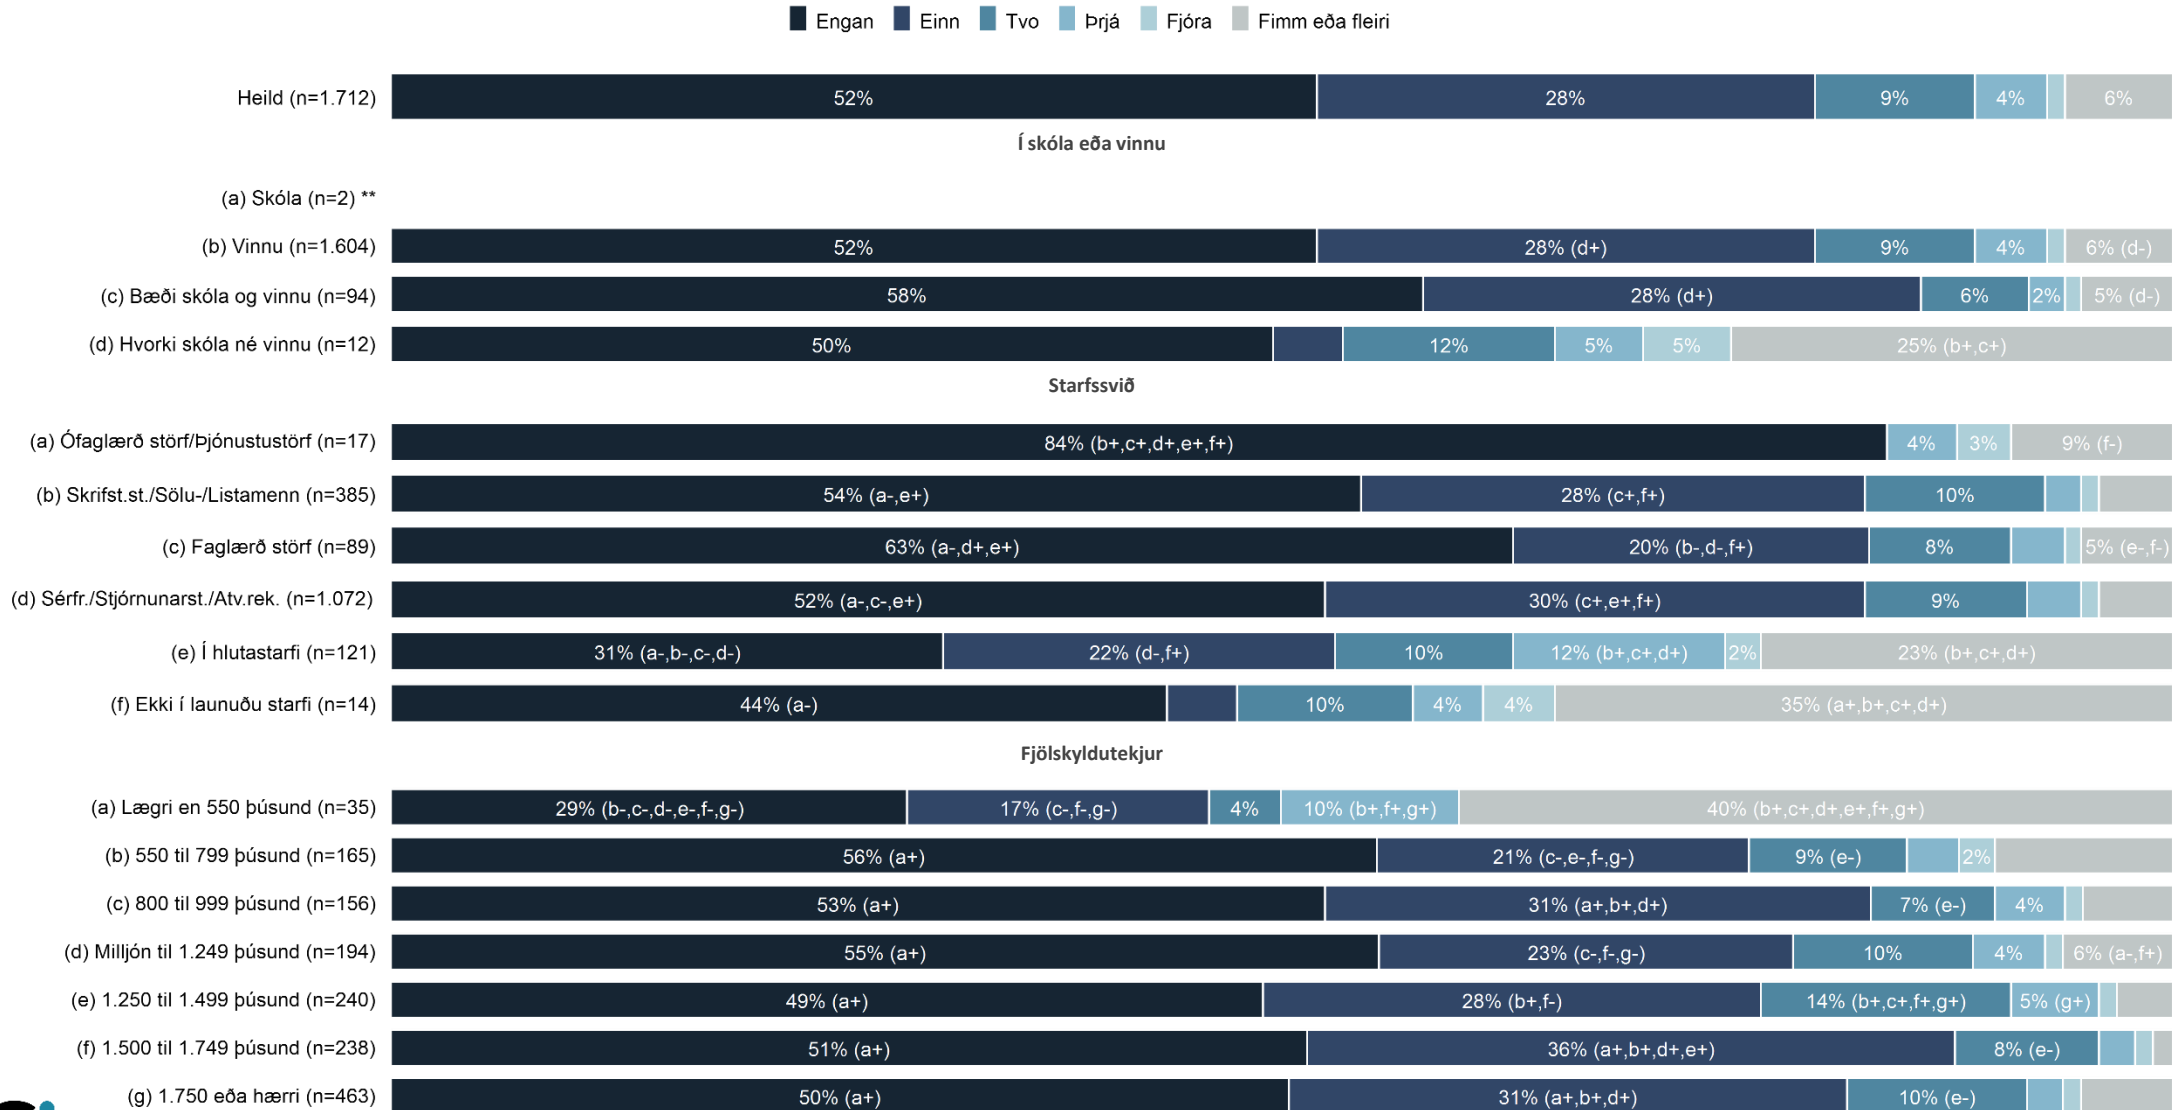 Engan Einn Tvo Þrjá Fjóra Fimm eða fleiri
Heild (n=1.712) 52% 28% 9% 4% 6%
Í skóla eða vinnu
(a) Skóla (n=2) **
(b) Vinnu (n=1.604) 52% 28% (d+) 9% 4% 6% (d-)
(c) Bæði skóla og vinnu (n=94) 58% 28% (d+) 6% 2% 5% (d-)
(d) Hvorki skóla né vinnu (n=12) 50% 12% 5% 5% 25% (b+,c+)
Starfssvið
(a) Ófaglærð störf/Þjónustustörf (n=17) 84% (b+,c+,d+,e+,f+) 4% 3% 9% (f-)
(b) Skrifst.st./Sölu-/Listamenn (n=385) 54% (a-,e+) 28% (c+,f+) 10%
(c) Faglærð störf (n=89) 63% (a-,d+,e+) 20% (b-,d-,f+) 8% 5% (e-,f-)
(d) Sérfr./Stjórnunarst./Atv.rek. (n=1.072) 52% (a-,c-,e+) 30% (c+,e+,f+) 9%
(e) Í hlutastarfi (n=121) 31% (a-,b-,c-,d-) 22% (d-,f+) 10% 12% (b+,c+,d+) 2% 23% (b+,c+,d+)
(f) Ekki í launuðu starfi (n=14) 44% (a-) 10% 4% 4% 35% (a+,b+,c+,d+)
Fjölskyldutekjur
(a) Lægri en 550 þúsund (n=35) 29% (b-,c-,d-,e-,f-,g-) 17% (c-,f-,g-) 4% 10% (b+,f+,g+) 40% (b+,c+,d+,e+,f+,g+)
(b) 550 til 799 þúsund (n=165) 56% (a+) 21% (c-,e-,f-,g-) 9% (e-) 2%
(c) 800 til 999 þúsund (n=156) 53% (a+) 31% (a+,b+,d+) 7% (e-) 4%
(d) Milljón til 1.249 þúsund (n=194) 55% (a+) 23% (c-,f-,g-) 10% 4% 6% (a-,f+)
(e) 1.250 til 1.499 þúsund (n=240) 49% (a+) 28% (b+,f-) 14% (b+,c+,f+,g+) 5% (g+)
(f) 1.500 til 1.749 þúsund (n=238) 51% (a+) 36% (a+,b+,d+,e+) 8% (e-)
(g) 1.750 eða hærri (n=463) 50% (a+) 31% (a+,b+,d+) 10% (e-)